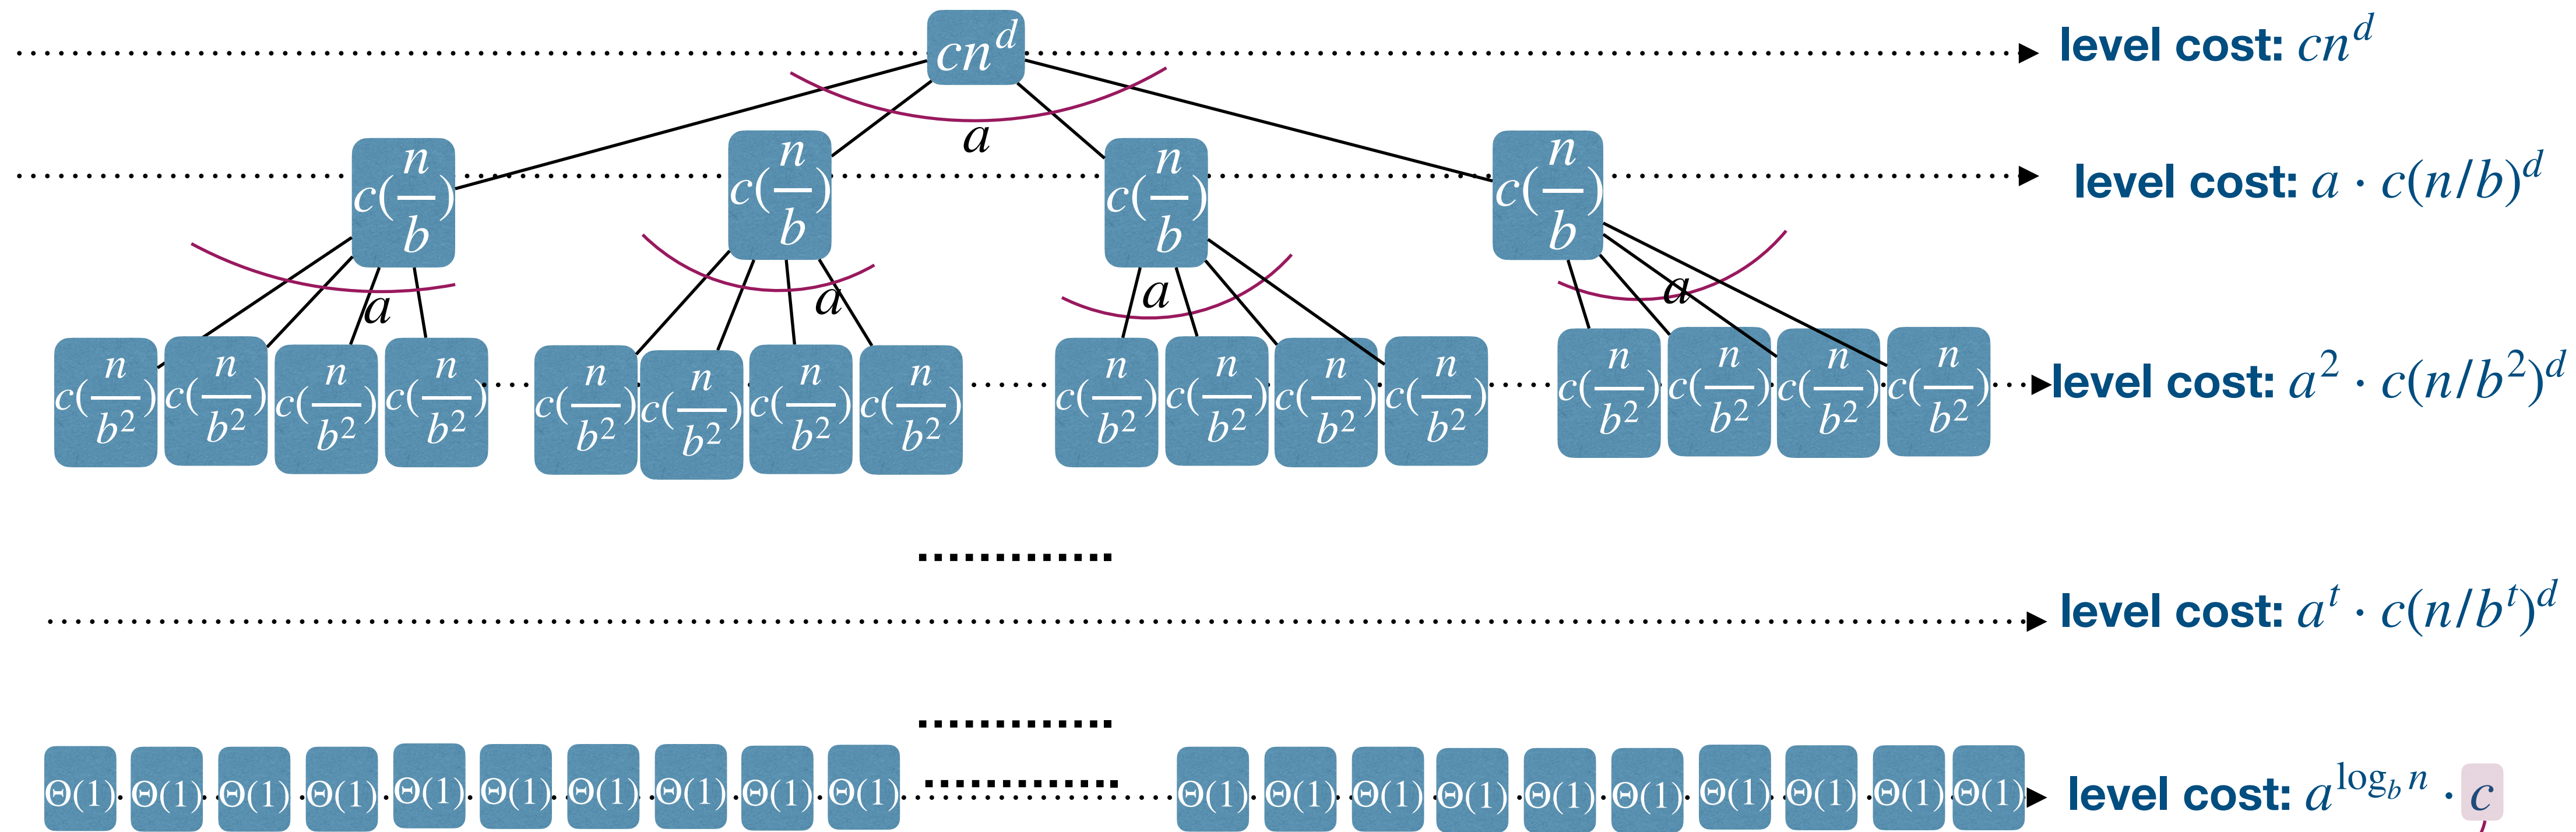 cn^d
level cost: cn^d
a
c(n/b) c(n/b) c(n/b) c(n/b)
level cost: a · c(n/b)^d
a a a a
c(n/b^2) c(n/b^2) c(n/b^2) c(n/b^2) c(n/b^2) c(n/b^2) c(n/b^2) c(n/b^2) c(n/b^2) c(n/b^2) c(n/b^2) c(n/b^2) c(n/b^2) c(n/b^2) c(n/b^2) c(n/b^2)
level cost: a^2 · c(n/b^2)^d
level cost: a^t · c(n/b^t)^d
Θ(1) Θ(1) Θ(1) Θ(1) Θ(1) Θ(1) Θ(1) Θ(1) Θ(1) Θ(1) Θ(1) Θ(1) Θ(1) Θ(1) Θ(1) Θ(1) Θ(1) Θ(1) Θ(1) Θ(1)
level cost: a^{log_b n} · c